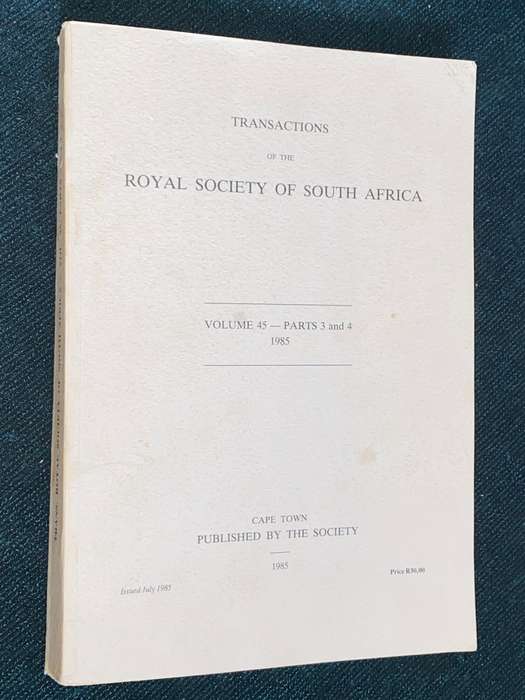 TRANSACTIONS
OF THE
ROYAL SOCIETY OF SOUTH AFRICA
VOLUME 45 — PARTS 3 and 4
1985
CAPE TOWN
PUBLISHED BY THE SOCIETY
1985
Issued July 1985
Price R30,00